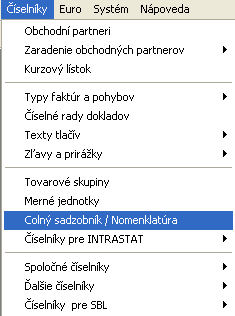 Číselníky Euro Systém Nápoveda
Obchodní partneri
Zaradenie obchodných partnerov
Kurzový lístok
Typy faktúr a pohybov
Číselné rady dokladov
Texty tlačív
Zľavy a prirážky
Tovarové skupiny
Merné jednotky
Colný sadzobník / Nomenklatúra
Číselníky pre INTRASTAT
Spoločné číselníky
Ďalšie číselníky
Číselníky pre SBL